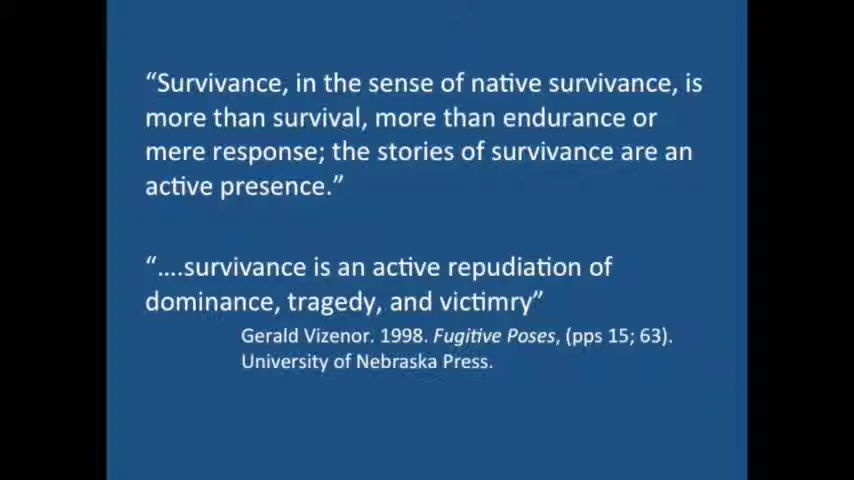 “Survivance, in the sense of native survivance, is
more than survival, more than endurance or
mere response; the stories of survivance are an
active presence.”
“....survivance is an active repudiation of
dominance, tragedy, and victimry”
Gerald Vizenor. 1998. Fugitive Poses, (pps 15; 63).
University of Nebraska Press.